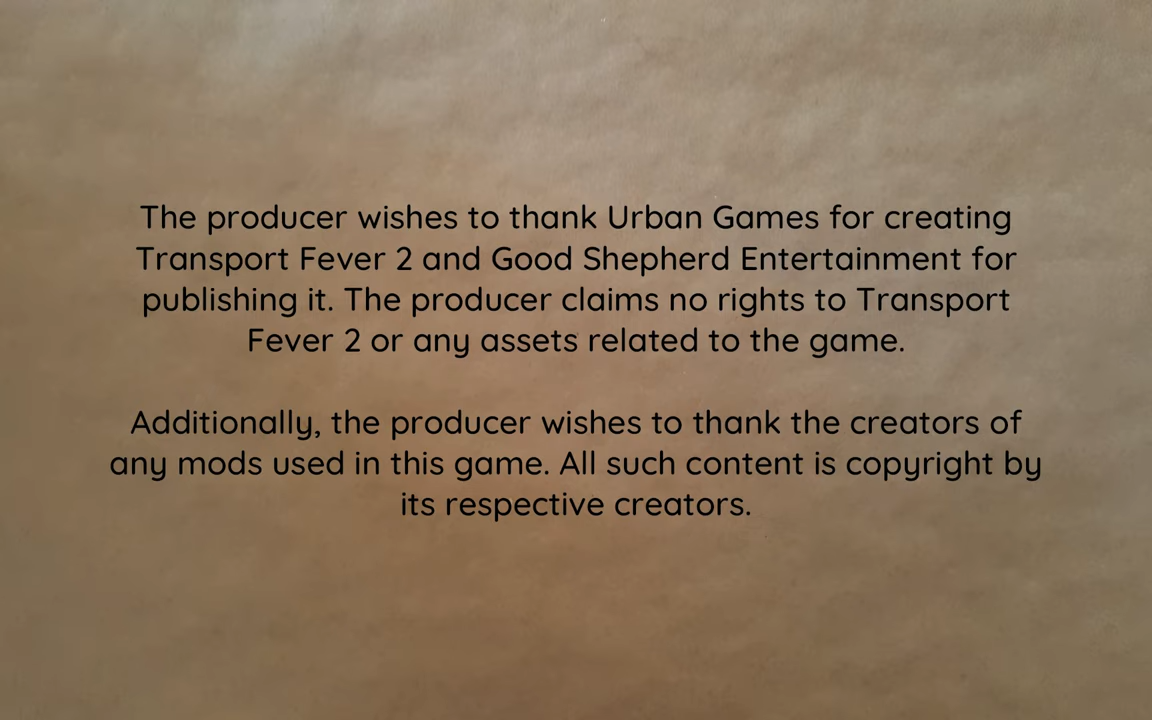 The producer wishes to thank Urban Games for creating
Transport Fever 2 and Good Shepherd Entertainment for
publishing it. The producer claims no rights to Transport
Fever 2 or any assets related to the game.
Additionally, the producer wishes to thank the creators of
any mods used in this game. All such content is copyright by
its respective creators.